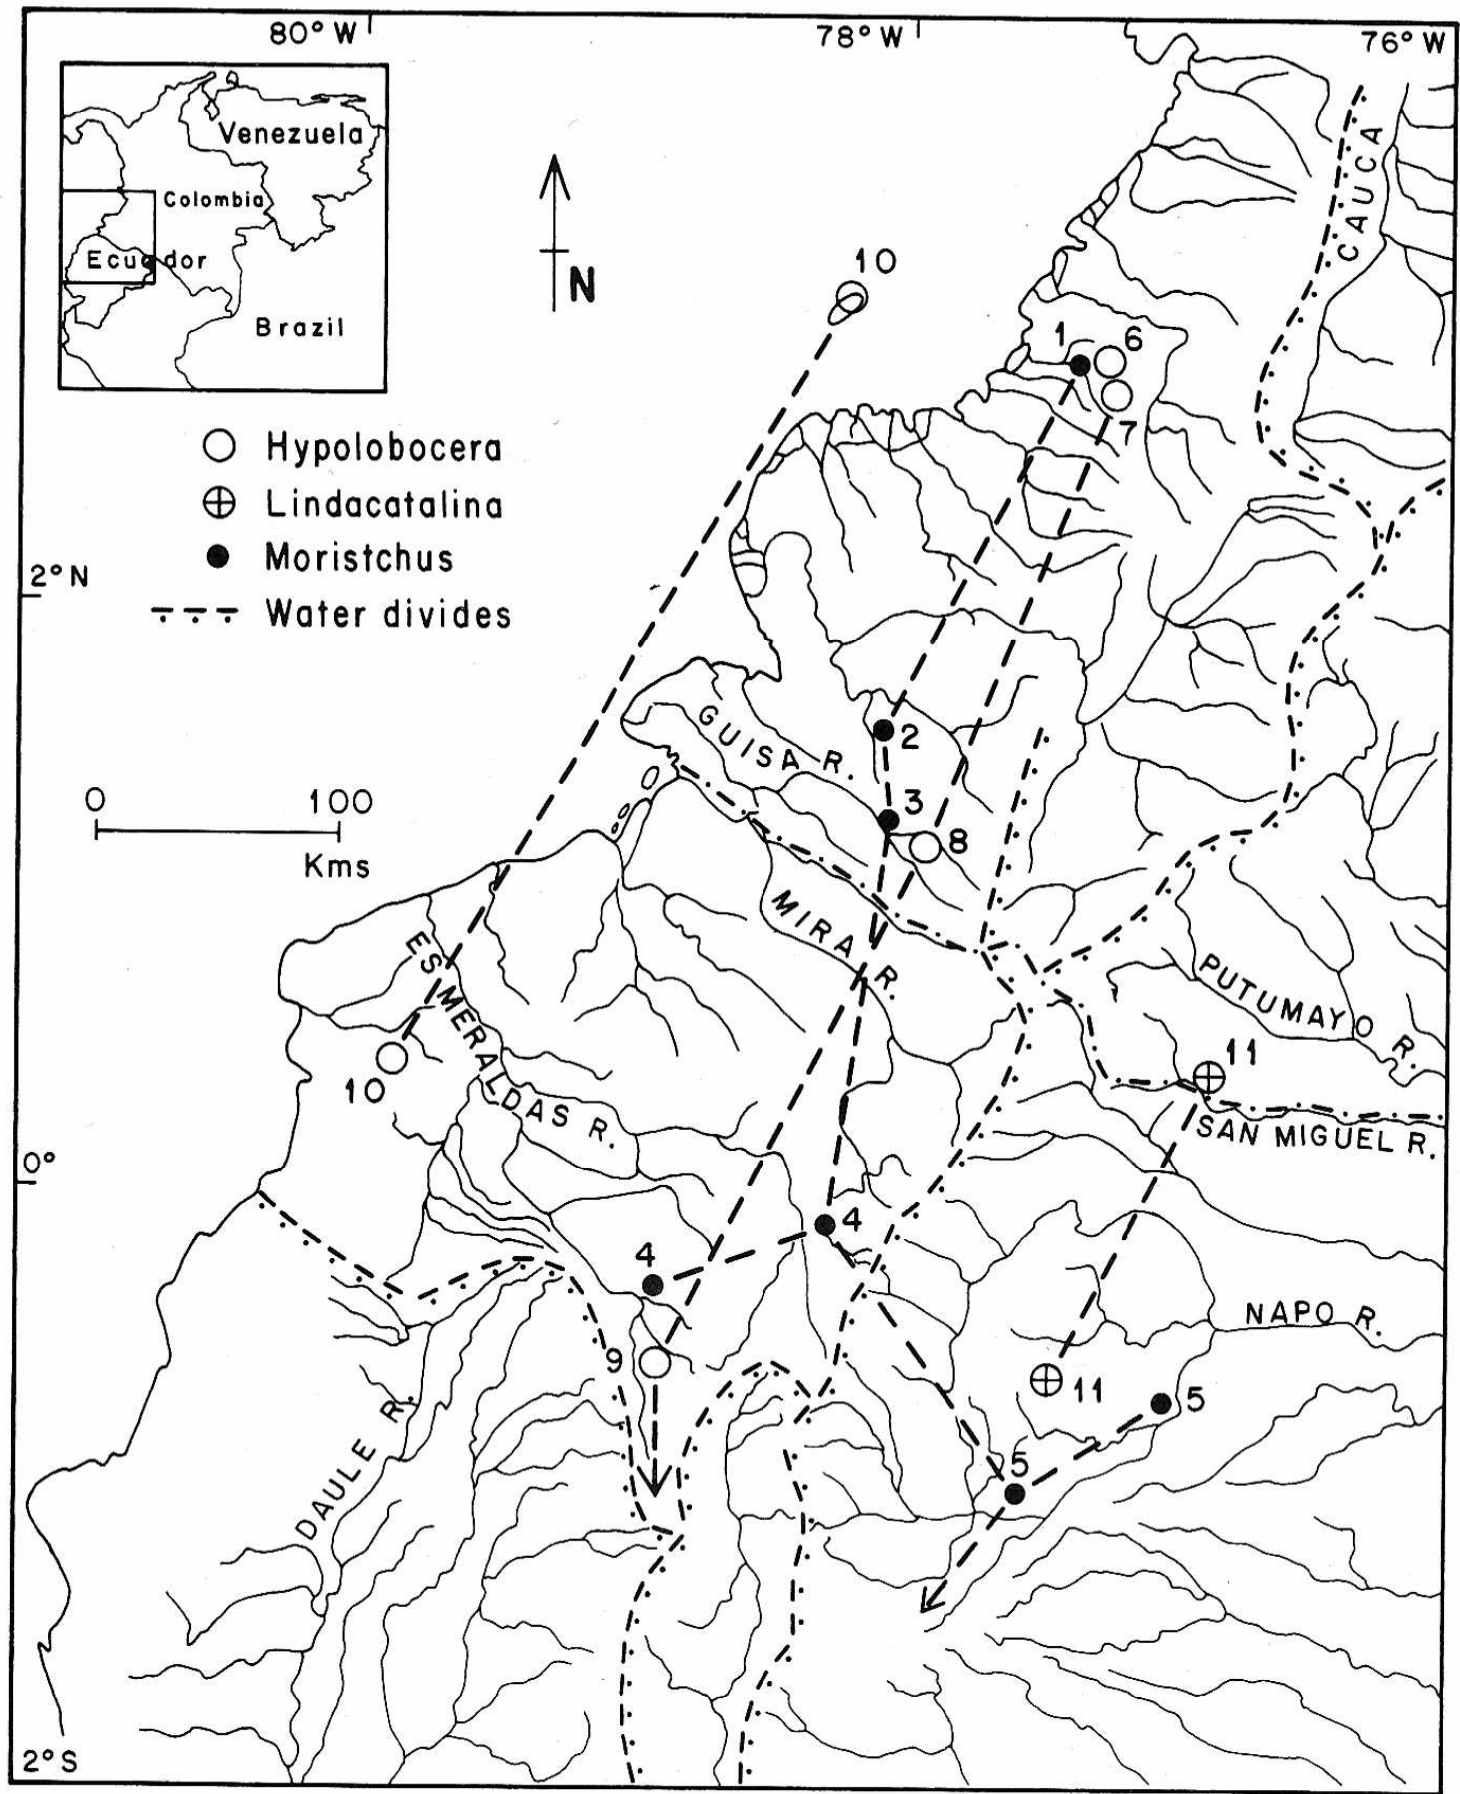 80° W
78° W
76° W
Venezuela
Colombia
Ecuador
Brazil
N
10
CAUCA
1
6
7
Hypolobocera
Lindacatalina
Moristchus
Water divides
2° N
GUISA R.
2
3
8
0
100
Kms
MIRA R.
ESMERALDAS R.
PUTUMAYO R.
10
11
SAN MIGUEL R.
0°
4
4
NAPO R.
9
11
5
5
DAULE R.
2° S